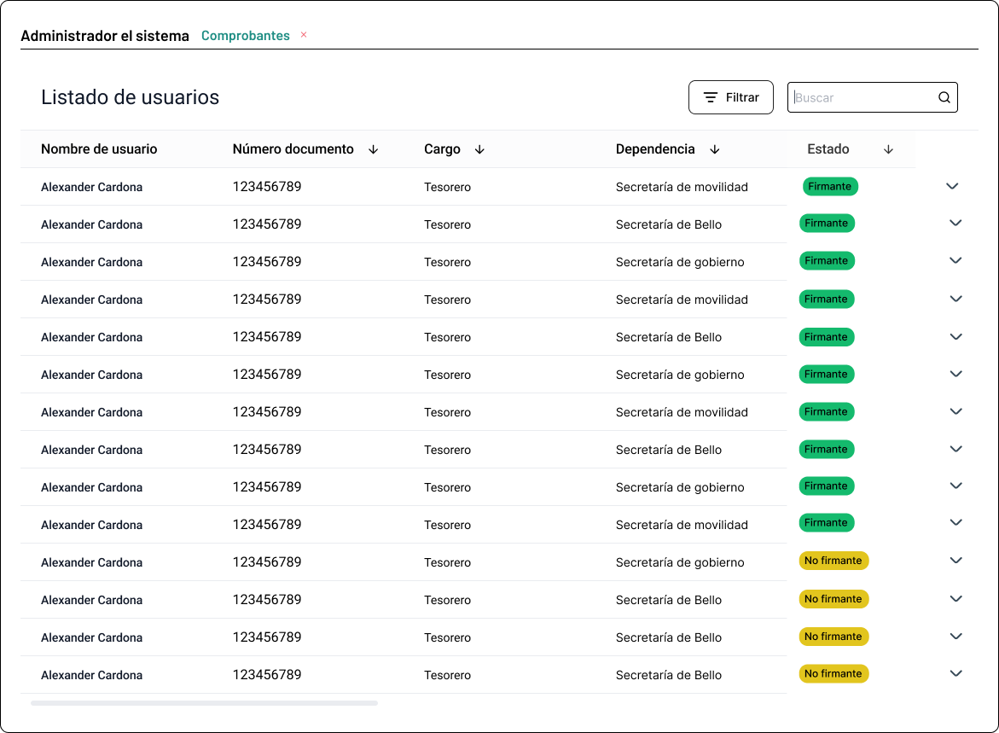 Administrador el sistema Comprobantes ×
Listado de usuarios Filtrar Buscar
Nombre de usuario Número documento Cargo Dependencia Estado
Alexander Cardona 123456789 Tesorero Secretaría de movilidad Firmante
Alexander Cardona 123456789 Tesorero Secretaría de Bello Firmante
Alexander Cardona 123456789 Tesorero Secretaría de gobierno Firmante
Alexander Cardona 123456789 Tesorero Secretaría de movilidad Firmante
Alexander Cardona 123456789 Tesorero Secretaría de Bello Firmante
Alexander Cardona 123456789 Tesorero Secretaría de gobierno Firmante
Alexander Cardona 123456789 Tesorero Secretaría de movilidad Firmante
Alexander Cardona 123456789 Tesorero Secretaría de Bello Firmante
Alexander Cardona 123456789 Tesorero Secretaría de gobierno Firmante
Alexander Cardona 123456789 Tesorero Secretaría de movilidad Firmante
Alexander Cardona 123456789 Tesorero Secretaría de gobierno No firmante
Alexander Cardona 123456789 Tesorero Secretaría de Bello No firmante
Alexander Cardona 123456789 Tesorero Secretaría de Bello No firmante
Alexander Cardona 123456789 Tesorero Secretaría de Bello No firmante